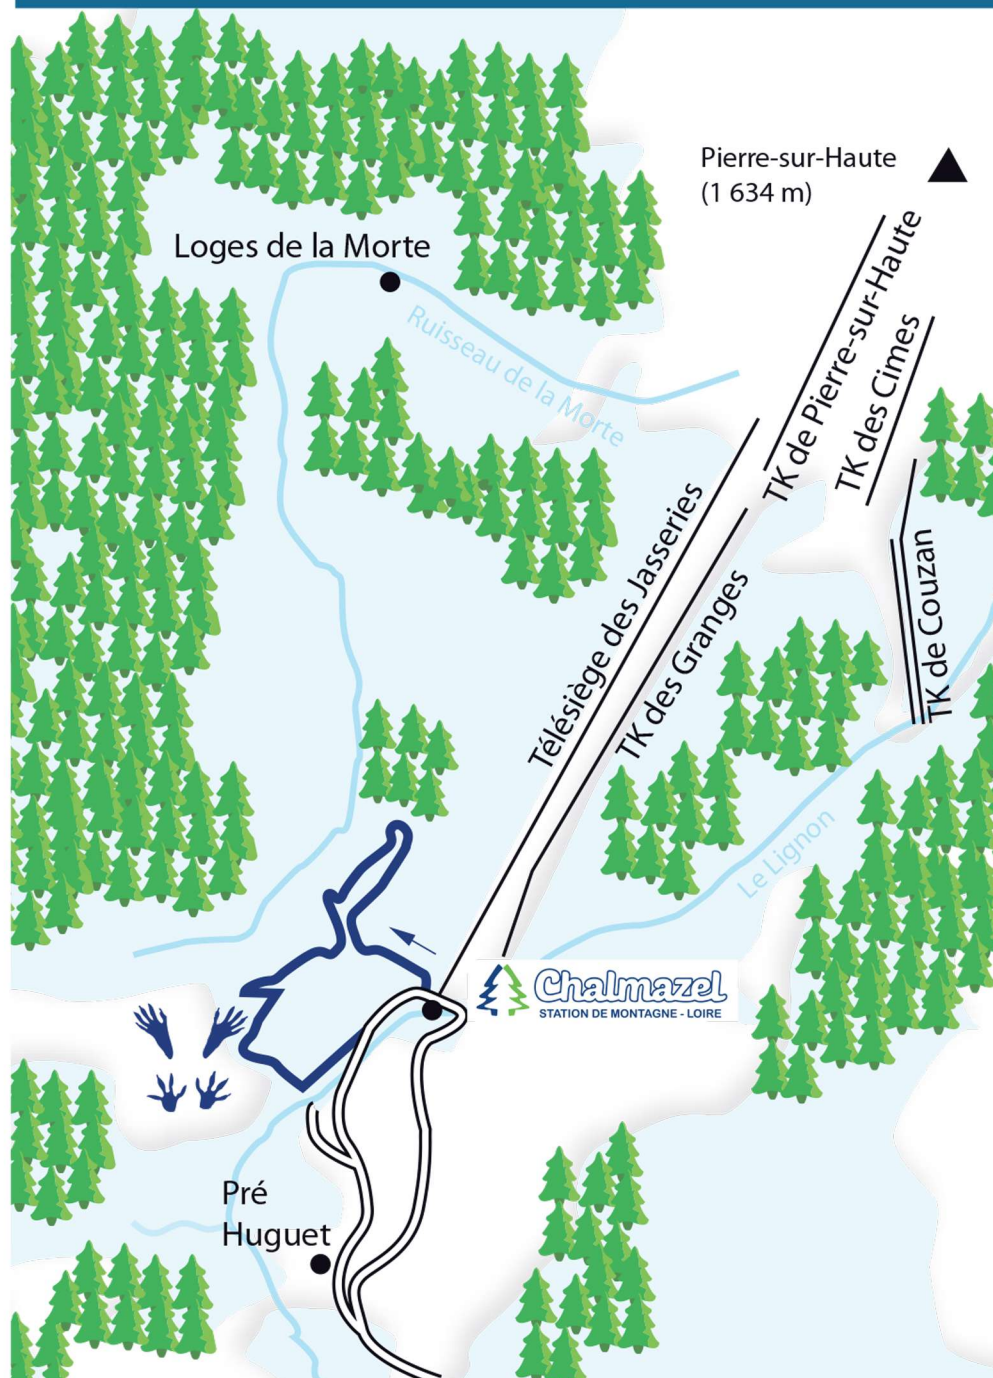 Pierre-sur-Haute
(1 634 m)
Loges de la Morte
Ruisseau de la Morte
TK de Pierre-sur-Haute
TK des Cimes
Télésiège des Jasseries
TK des Granges
TK de Couzan
Le Lignon
Chalmazel
STATION DE MONTAGNE - LOIRE
Pré
Huguet